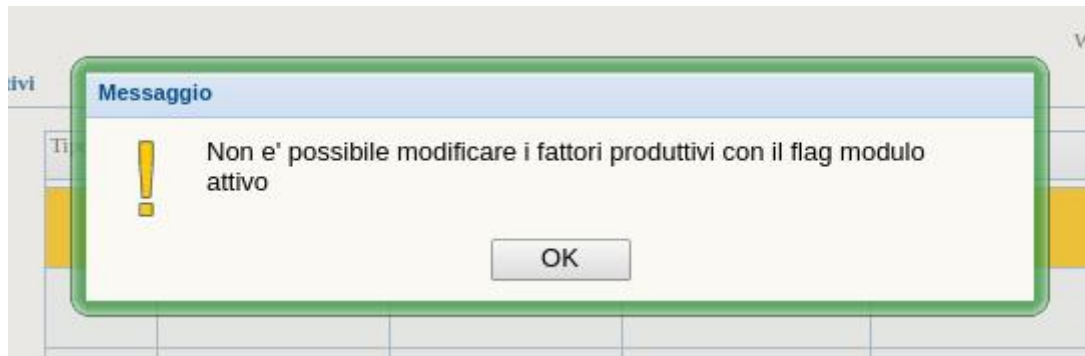 tivi
Messaggio
Non e' possibile modificare i fattori produttivi con il flag modulo
attivo
OK